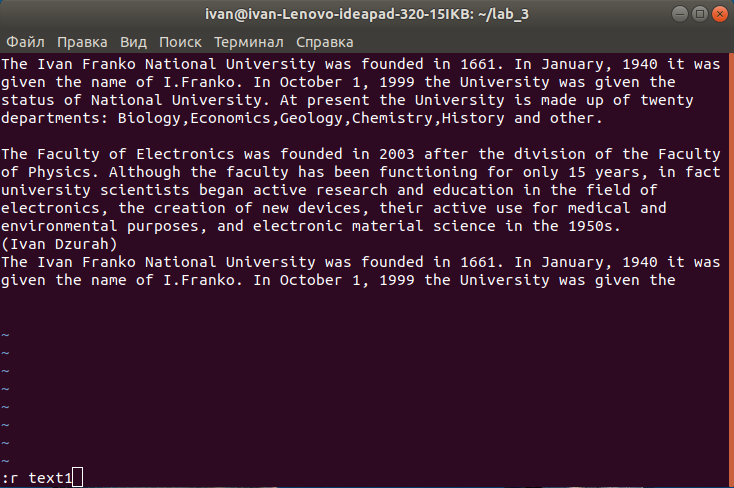 ivan@ivan-Lenovo-ideapad-320-15IKB: ~/lab_3
Файл Правка Вид Поиск Терминал Справка
The Ivan Franko National University was founded in 1661. In January, 1940 it was
given the name of I.Franko. In October 1, 1999 the University was given the
status of National University. At present the University is made up of twenty
departments: Biology,Economics,Geology,Chemistry,History and other.

The Faculty of Electronics was founded in 2003 after the division of the Faculty
of Physics. Although the faculty has been functioning for only 15 years, in fact
university scientists began active research and education in the field of
electronics, the creation of new devices, their active use for medical and
environmental purposes, and electronic material science in the 1950s.
(Ivan Dzurah)
The Ivan Franko National University was founded in 1661. In January, 1940 it was
given the name of I.Franko. In October 1, 1999 the University was given the

~
~
~
~
~
~
~
~
:r text1